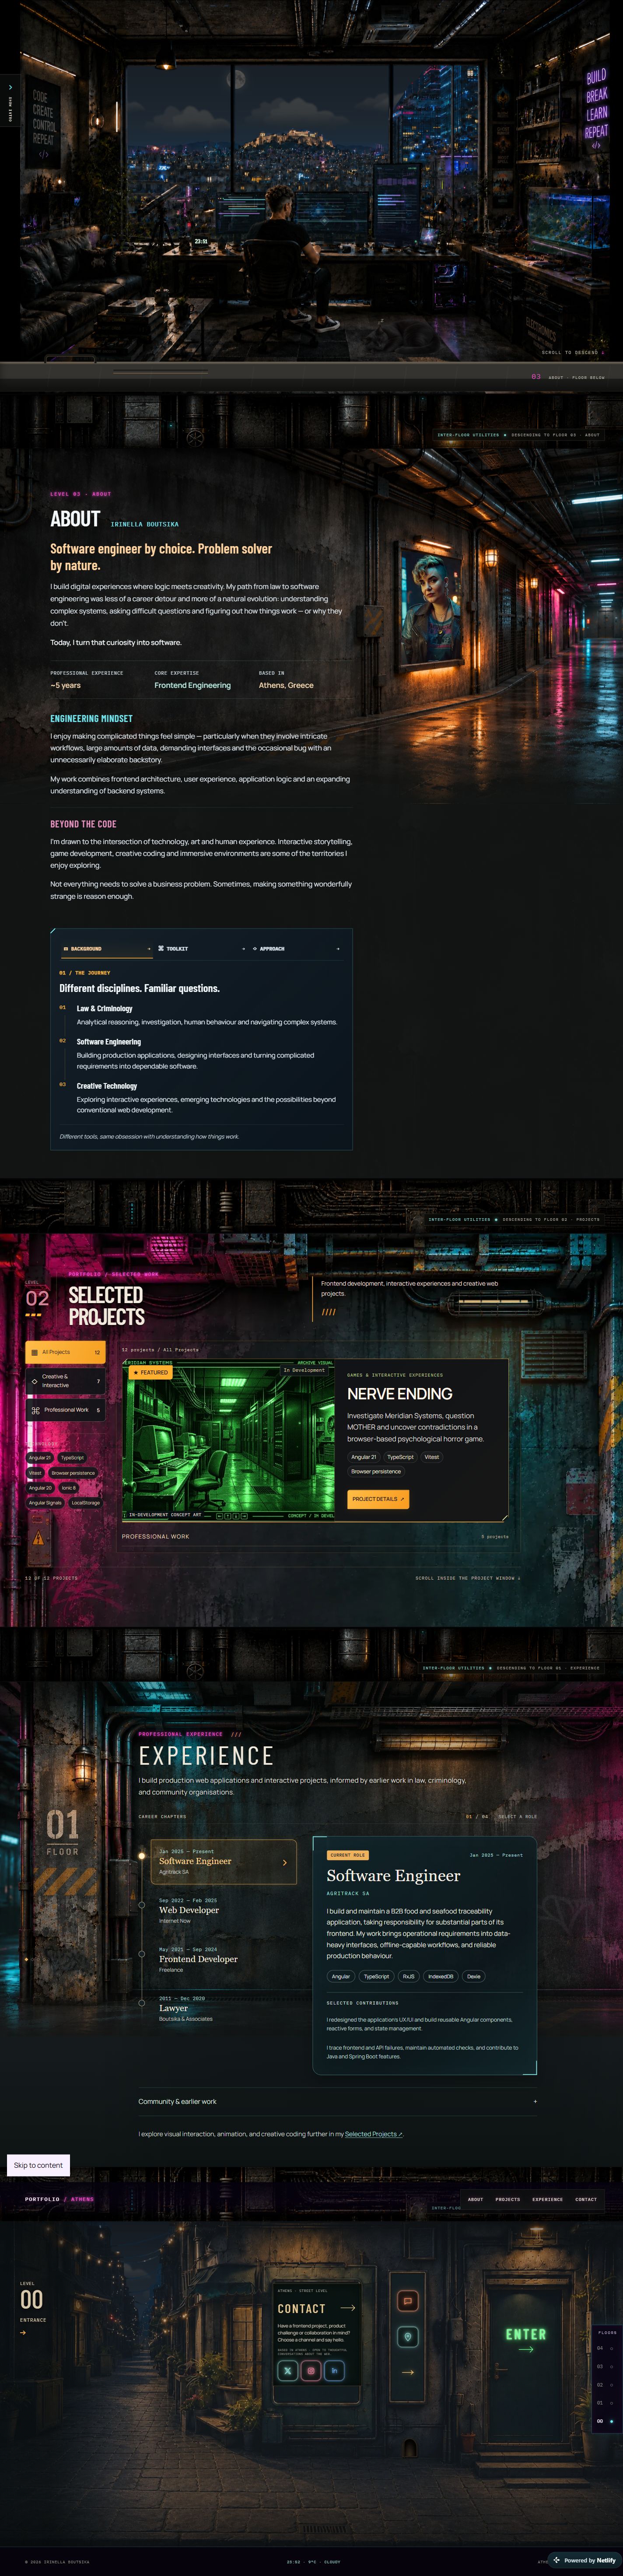 CODE
CREATE
CONTROL
REPEAT
</>
BUILD
BREAK
LEARN
REPEAT
</>
23:51
SCROLL TO DESCEND ↓
03 ABOUT · FLOOR BELOW
INTER-FLOOR UTILITIES DESCENDING TO FLOOR 03 · ABOUT
LEVEL 03 · ABOUT
ABOUT IRINELLA BOUTSIKA
Software engineer by choice. Problem solver
by nature.
I build digital experiences where logic meets creativity. My path from law to software
engineering was less of a career detour and more of a natural evolution: understanding
complex systems, asking difficult questions and figuring out how things work — or why they
don't.
Today, I turn that curiosity into software.
PROFESSIONAL EXPERIENCE CORE EXPERTISE BASED IN
~5 years Frontend Engineering Athens, Greece
ENGINEERING MINDSET
I enjoy making complicated things feel simple — particularly when they involve intricate
workflows, large amounts of data, demanding interfaces and the occasional bug with an
unnecessarily elaborate backstory.
My work combines frontend architecture, user experience, application logic and an expanding
understanding of backend systems.
BEYOND THE CODE
I'm drawn to the intersection of technology, art and human experience. Interactive storytelling,
game development, creative coding and immersive environments are some of the territories I
enjoy exploring.
Not everything needs to solve a business problem. Sometimes, making something wonderfully
strange is reason enough.
BACKGROUND → TOOLKIT → APPROACH →
01 / THE JOURNEY
Different disciplines. Familiar questions.
01 Law & Criminology
Analytical reasoning, investigation, human behaviour and navigating complex systems.
02 Software Engineering
Building production applications, designing interfaces and turning complicated
requirements into dependable software.
03 Creative Technology
Exploring interactive experiences, emerging technologies and the possibilities beyond
conventional web development.
Different tools, same obsession with understanding how things work.
INTER-FLOOR UTILITIES DESCENDING TO FLOOR 02 · PROJECTS
PORTFOLIO / SELECTED WORK
LEVEL
02
SELECTED
PROJECTS
Frontend development, interactive experiences and creative web
projects.
////
All Projects 12
Creative &
Interactive 7
Professional Work 5
Angular 21 TypeScript
Vitest Browser persistence
Angular 20 Ionic 8
Angular Signals LocalStorage
12 projects / All Projects
MERIDIAN SYSTEMS ARCHIVE VISUAL
★ FEATURED
In Development
IN-DEVELOPMENT CONCEPT ART
CONCEPT / IN DEVEL
GAMES & INTERACTIVE EXPERIENCES
NERVE ENDING
Investigate Meridian Systems, question
MOTHER and uncover contradictions in a
browser-based psychological horror game.
Angular 21 TypeScript Vitest
Browser persistence
PROJECT DETAILS ↗
PROFESSIONAL WORK 5 projects
12 OF 12 PROJECTS
SCROLL INSIDE THE PROJECT WINDOW ↓
INTER-FLOOR UTILITIES DESCENDING TO FLOOR 01 · EXPERIENCE
PROFESSIONAL EXPERIENCE ///
EXPERIENCE
I build production web applications and interactive projects, informed by earlier work in law, criminology,
and community organisations.
01
FLOOR
CAREER CHAPTERS 01 / 04 SELECT A ROLE
Jan 2025 — Present
Software Engineer
Agritrack SA
Sep 2022 — Feb 2025
Web Developer
Internet Now
May 2021 — Sep 2024
Frontend Developer
Freelance
2011 — Dec 2020
Lawyer
Boutsika & Associates
CURRENT ROLE Jan 2025 — Present
Software Engineer
AGRITRACK SA
I build and maintain a B2B food and seafood traceability
application, taking responsibility for substantial parts of its
frontend. My work brings operational requirements into data-
heavy interfaces, offline-capable workflows, and reliable
production behaviour.
Angular TypeScript RxJS IndexedDB Dexie
SELECTED CONTRIBUTIONS
I redesigned the application's UX/UI and build reusable Angular components,
reactive forms, and state management.
I trace frontend and API failures, maintain automated checks, and contribute to
Java and Spring Boot features.
Community & earlier work +
I explore visual interaction, animation, and creative coding further in my Selected Projects ↗.
Skip to content
PORTFOLIO / ATHENS
ABOUT PROJECTS EXPERIENCE CONTACT
INTER-FLOO
LEVEL
00
ENTRANCE
→
ATHENS · STREET LEVEL
CONTACT →
Have a frontend project, product
challenge or collaboration in mind?
Choose a channel and say hello.
ENTER
→
FLOORS
04
03
02
01
00
© 2026 IRINELLA BOUTSIKA
Powered by Netlify